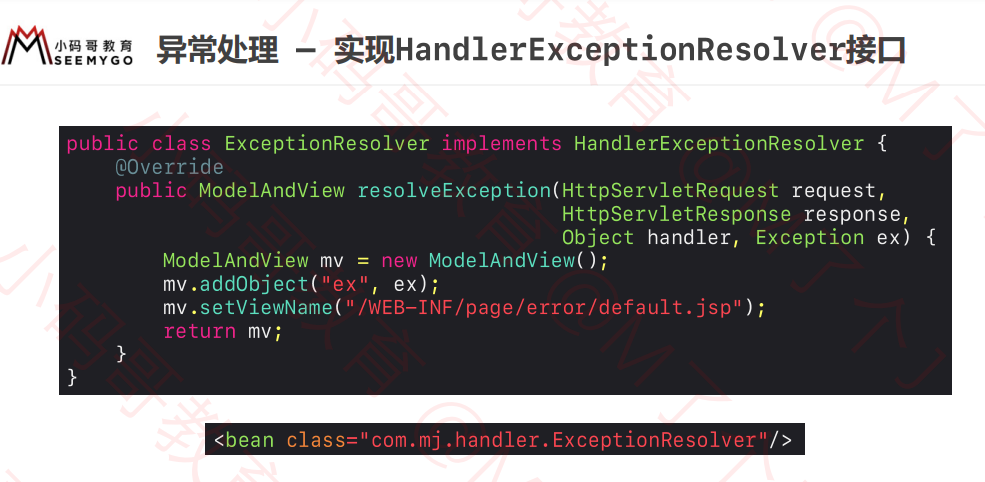 小码哥教育
SEEMYGO
异常处理 – 实现HandlerExceptionResolver接口
public class ExceptionResolver implements HandlerExceptionResolver {
    @Override
    public ModelAndView resolveException(HttpServletRequest request,
                                         HttpServletResponse response,
                                         Object handler, Exception ex) {
        ModelAndView mv = new ModelAndView();
        mv.addObject("ex", ex);
        mv.setViewName("/WEB-INF/page/error/default.jsp");
        return mv;
    }
}
<bean class="com.mj.handler.ExceptionResolver"/>